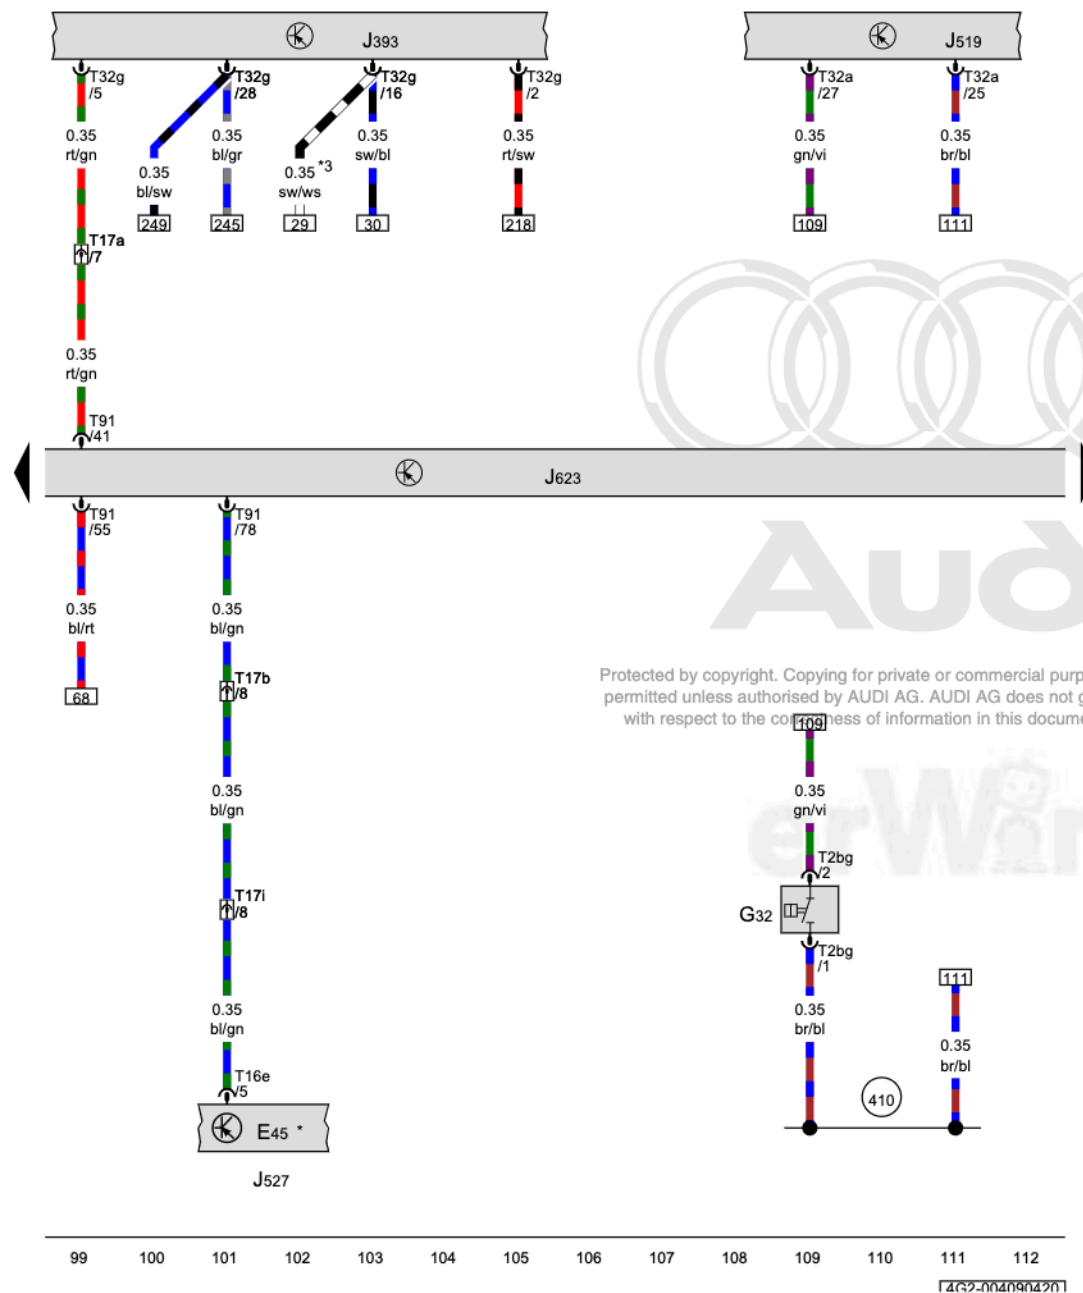 J393
J519
T32g
/5
T32g
/28
T32g
/16
T32g
/2
T32a
/27
T32a
/25
0.35
rt/gn
0.35
bl/gr
0.35
sw/bl
0.35
rt/sw
0.35
gn/vi
0.35
br/bl
0.35
bl/sw
0.35 *3
sw/ws
249
245
29
30
218
109
111
T17a
/7
0.35
rt/gn
T91
/41
J623
T91
/55
T91
/78
Aud
0.35
bl/rt
0.35
bl/gn
68
T17b
/8
Protected by copyright. Copying for private or commercial purp
permitted unless authorised by AUDI AG. AUDI AG does not g
with respect to the ness of information in this docume
109
0.35
bl/gn
0.35
gn/vi
erWin
T2bg
/2
G32
T17i
/8
T2bg
/1
111
0.35
bl/gn
0.35
br/bl
0.35
br/bl
T16e
/5
410
E45 *
J527
99 100 101 102 103 104 105 106 107 108 109 110 111 112
4G2-004090420